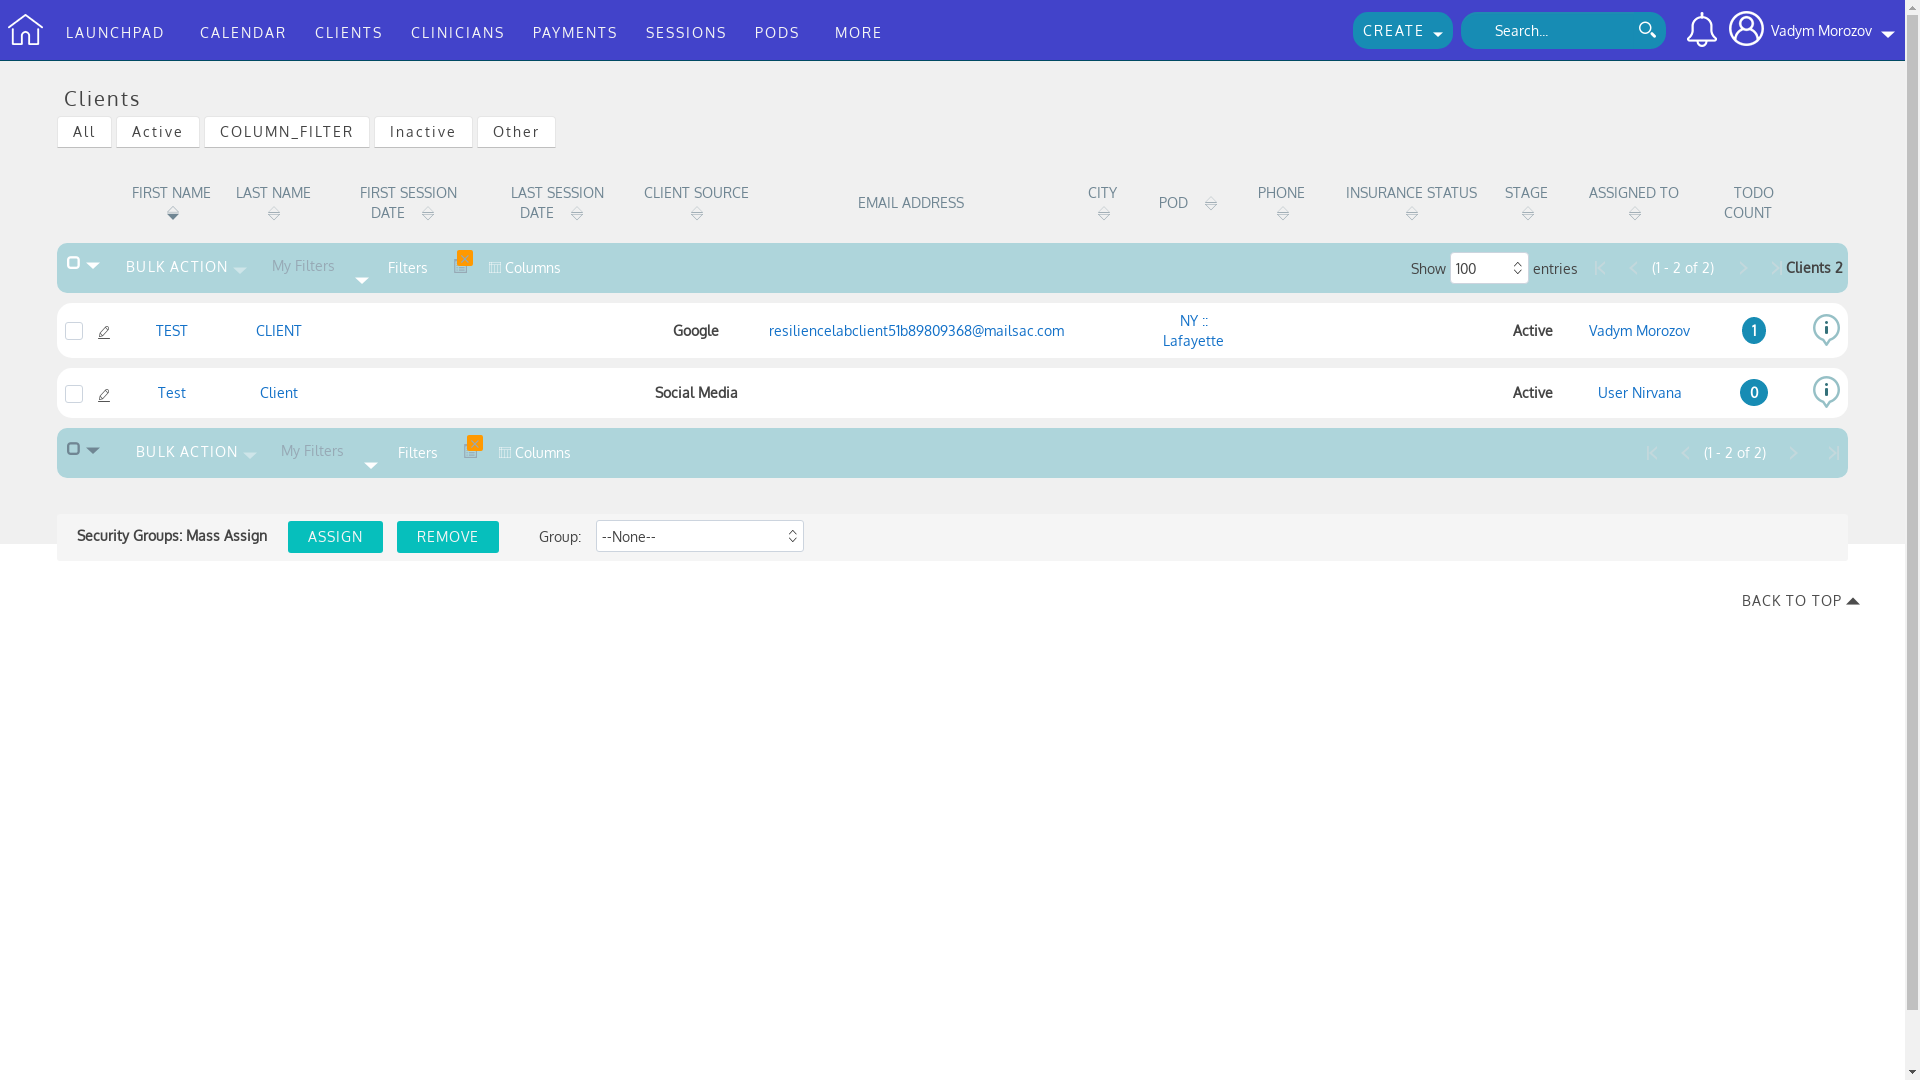 LAUNCHPAD CALENDAR CLIENTS CLINICIANS PAYMENTS SESSIONS PODS MORE CREATE Search... Vadym Morozov
Clients
All Active COLUMN_FILTER Inactive Other
FIRST NAME LAST NAME FIRST SESSION DATE LAST SESSION DATE CLIENT SOURCE EMAIL ADDRESS CITY POD PHONE INSURANCE STATUS STAGE ASSIGNED TO TODO COUNT
BULK ACTION My Filters Filters Columns Show 100 entries (1 - 2 of 2) Clients 2
TEST CLIENT Google resiliencelabclient51b89809368@mailsac.com NY :: Lafayette Active Vadym Morozov 1
Test Client Social Media Active User Nirvana 0
BULK ACTION My Filters Filters Columns (1 - 2 of 2)
Security Groups: Mass Assign ASSIGN REMOVE Group: --None--
BACK TO TOP